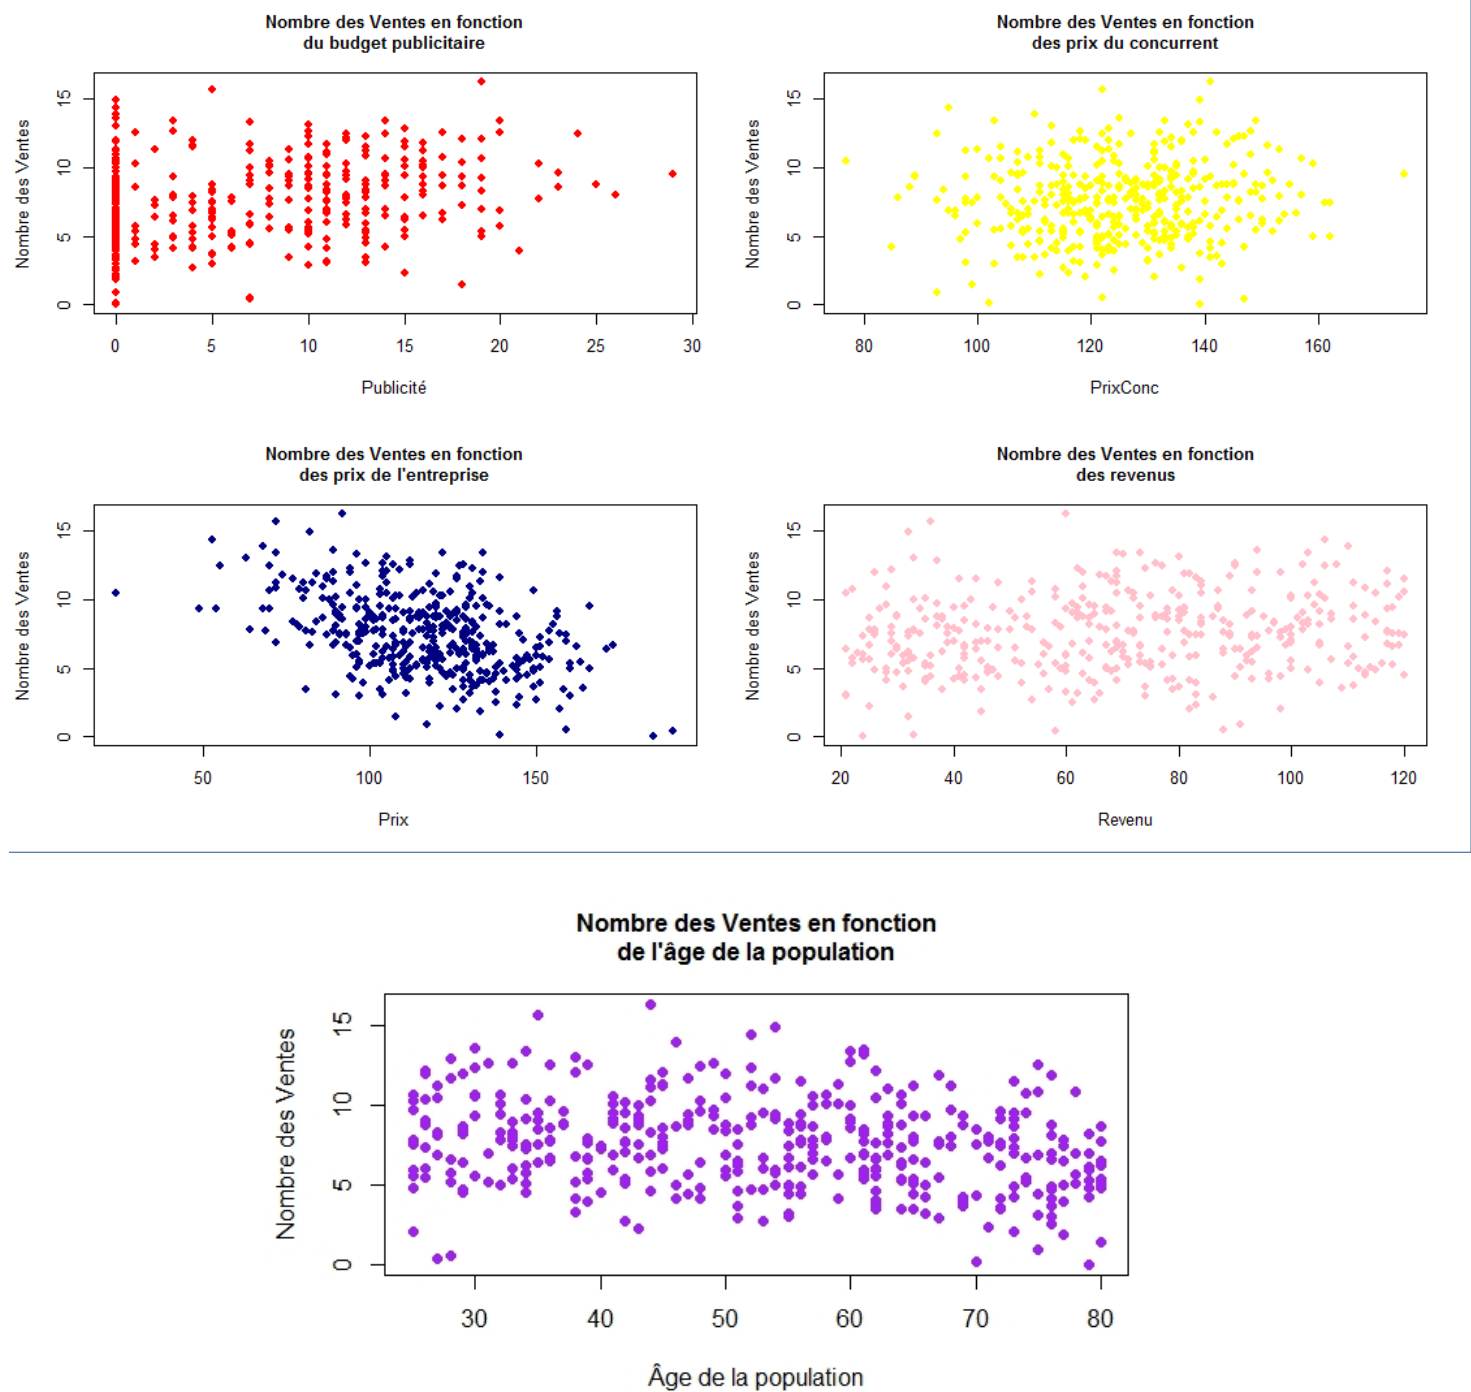 Nombre des Ventes en fonction
du budget publicitaire
Nombre des Ventes
15
10
5
0
0 5 10 15 20 25 30
Publicité
Nombre des Ventes en fonction
des prix du concurrent
Nombre des Ventes
15
10
5
0
80 100 120 140 160
PrixConc
Nombre des Ventes en fonction
des prix de l'entreprise
Nombre des Ventes
15
10
5
0
50 100 150
Prix
Nombre des Ventes en fonction
des revenus
Nombre des Ventes
15
10
5
0
20 40 60 80 100 120
Revenu
Nombre des Ventes en fonction
de l'âge de la population
Nombre des Ventes
15
10
5
0
30 40 50 60 70 80
Âge de la population